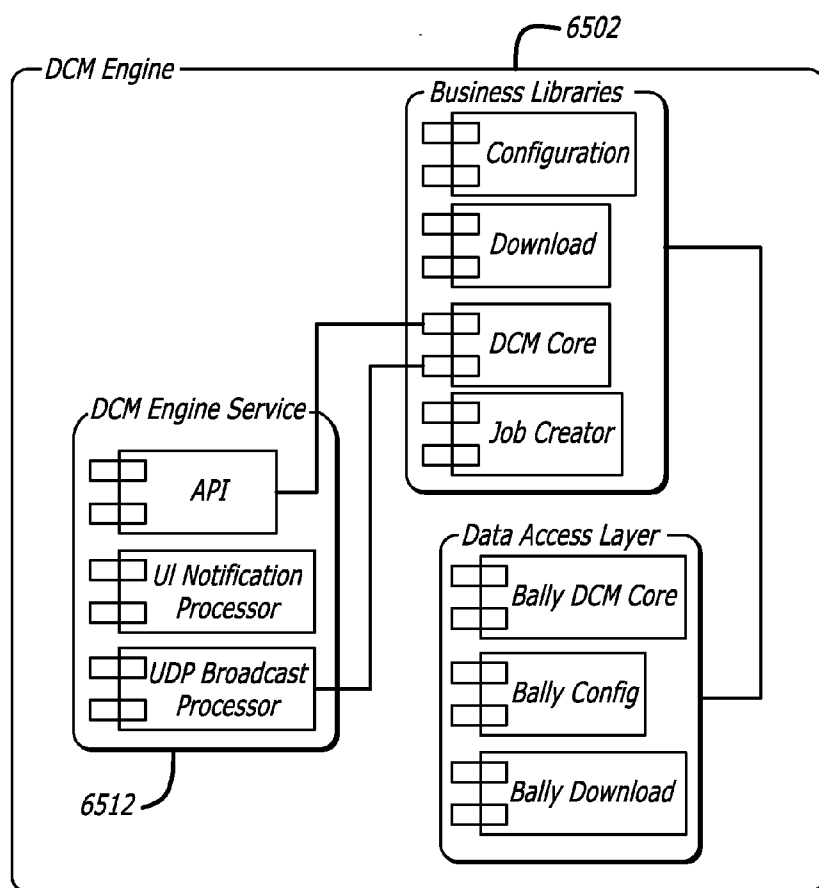 6502
DCM Engine
Business Libraries
Configuration
Download
DCM Core
Job Creator
DCM Engine Service
API
UI Notification
Processor
UDP Broadcast
Processor
6512
Data Access Layer
Bally DCM Core
Bally Config
Bally Download